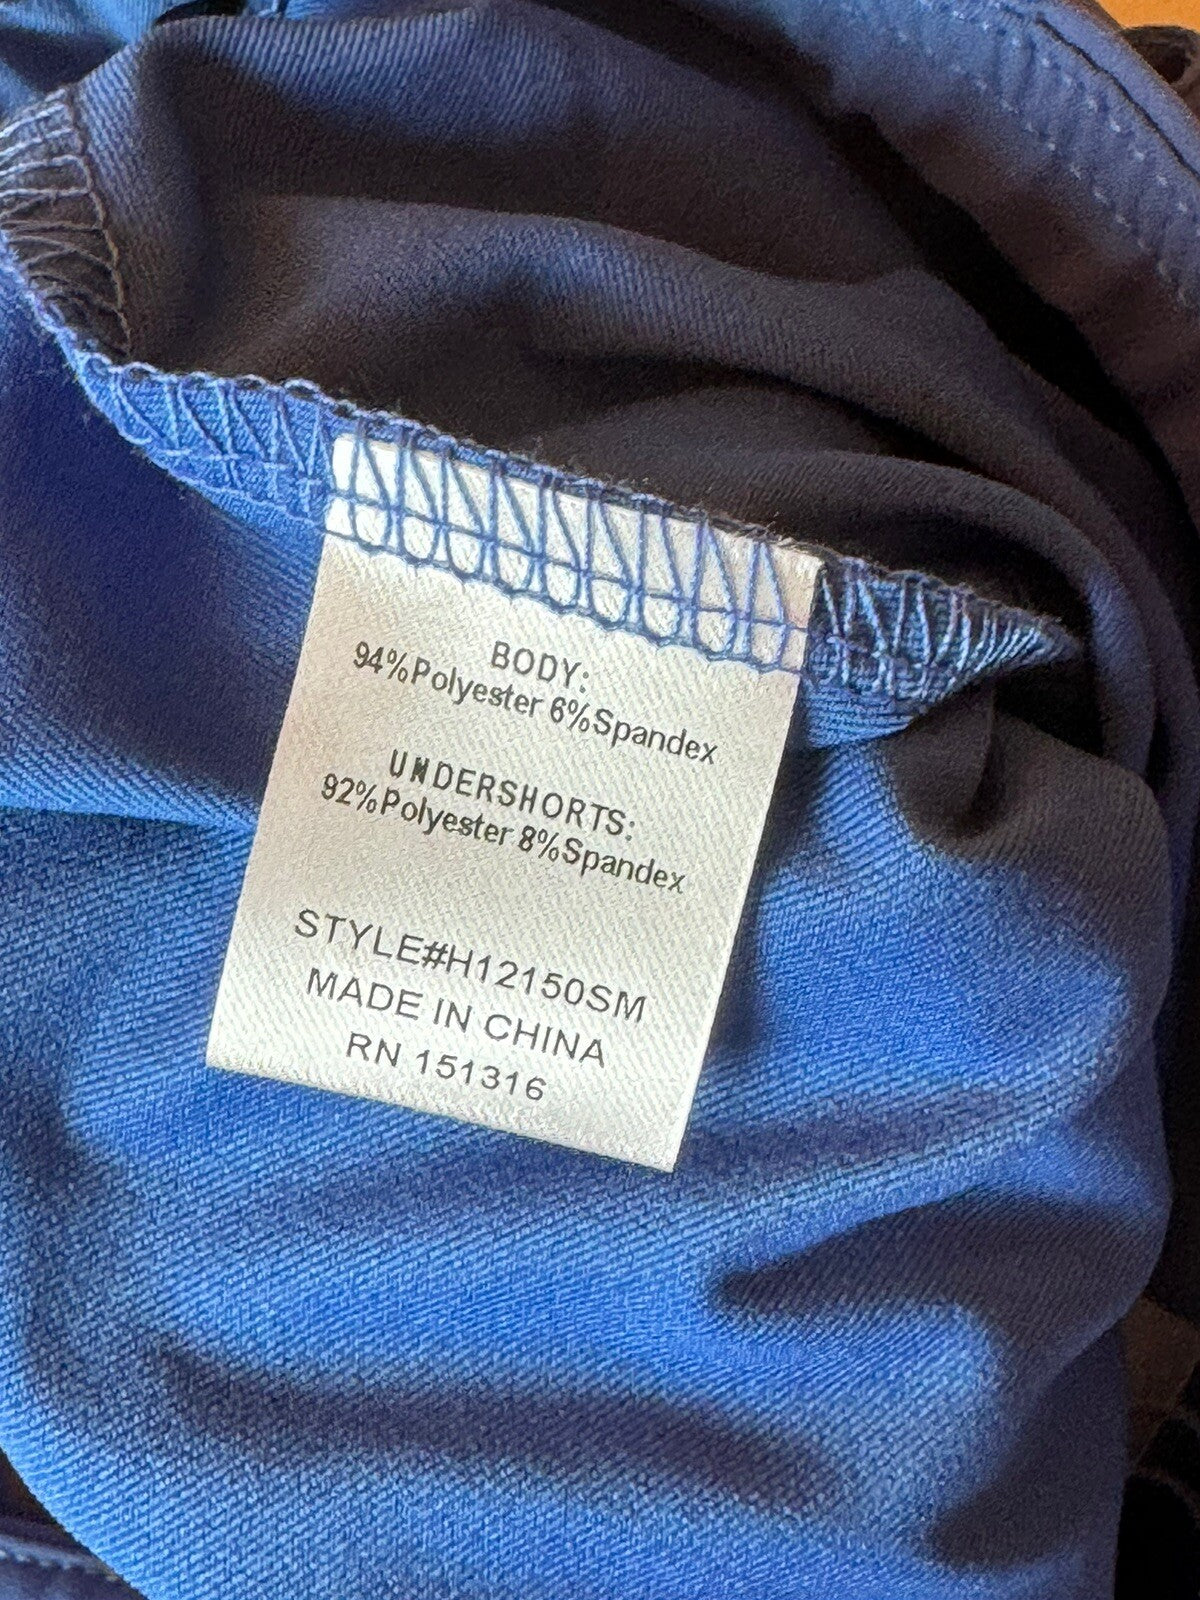 BODY:
94%Polyester 6%Spandex
UNDERSHORTS:
92%Polyester 8%Spandex
STYLE#H12150SM
MADE IN CHINA
RN 151316